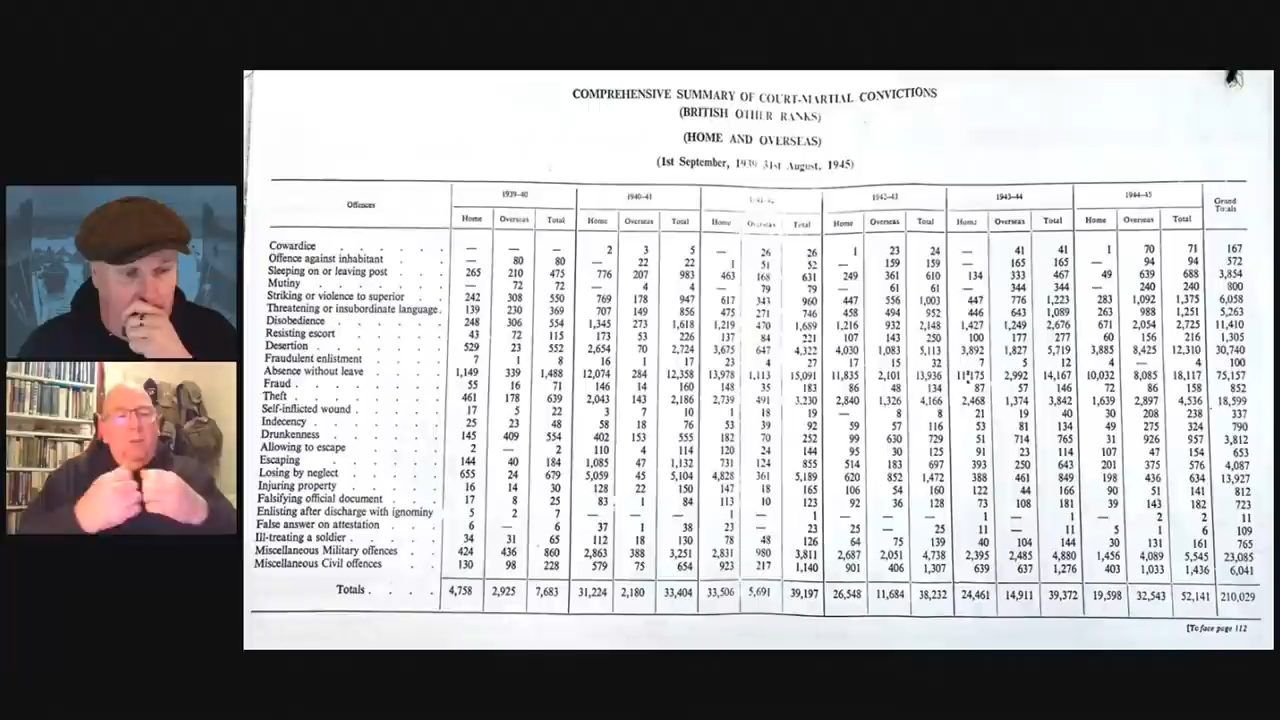 COMPREHENSIVE SUMMARY OF COURT-MARTIAL CONVICTIONS
(BRITISH OTHER RANKS)
(HOME AND OVERSEAS)
(1st September, 1939 31st August, 1945)
Offences 1939-40 1940-41 1942-43 1943-44 1944-45 Grand Totals
Home Overseas Total Home Overseas Total Home Overseas Total Home Overseas Total Home Overseas Total Home Overseas Total
Cowardice — — — 2 3 5 — 26 26 1 23 24 — 41 41 1 70 71 167
Offence against inhabitant — 80 80 — 22 22 1 51 52 — 159 159 — 165 165 — 94 94 572
Sleeping on or leaving post 265 210 475 776 207 983 463 168 631 249 361 610 134 333 467 49 639 688 3,854
Mutiny — 72 72 — 4 4 — 79 79 — 61 61 — 344 344 — 240 240 800
Striking or violence to superior 242 308 550 769 178 947 617 343 960 447 556 1,003 447 776 1,223 283 1,092 1,375 6,058
Threatening or insubordinate language 139 230 369 707 149 856 475 271 746 458 494 952 446 643 1,089 263 988 1,251 5,263
Disobedience 248 306 554 1,345 273 1,618 1,219 470 1,689 1,216 932 2,148 1,427 1,249 2,676 671 2,054 2,725 11,410
Resisting escort 43 72 115 173 53 226 137 84 221 107 143 250 100 177 277 60 156 216 1,305
Desertion 529 23 552 2,654 70 2,724 3,675 647 4,322 4,030 1,083 5,113 3,892 1,827 5,719 3,885 8,425 12,310 30,740
Fraudulent enlistment 7 1 8 16 1 17 23 4 27 17 15 32 7 5 12 4 — 4 100
Absence without leave 1,149 339 1,488 12,074 284 12,358 13,978 1,113 15,091 11,835 2,101 13,936 11,175 2,992 14,167 10,032 8,085 18,117 75,157
Fraud 55 16 71 146 14 160 148 35 183 86 48 134 87 57 146 72 86 158 852
Theft 461 178 639 2,043 143 2,186 2,739 491 3,230 2,840 1,326 4,166 2,468 1,374 3,842 1,639 2,897 4,536 18,599
Self-inflicted wound 17 5 22 3 7 10 1 18 19 — 8 8 21 19 40 30 208 238 337
Indecency 25 23 48 58 18 76 53 39 92 59 57 116 53 81 134 49 275 324 790
Drunkenness 145 409 554 402 153 555 182 70 252 99 630 729 51 714 765 31 926 957 3,812
Allowing to escape 2 — 2 110 4 114 120 24 144 95 30 125 91 23 114 107 47 154 653
Escaping 144 40 184 1,085 47 1,132 731 124 855 514 183 697 393 250 643 201 375 576 4,087
Losing by neglect 655 24 679 5,059 45 5,104 4,828 361 5,189 620 852 1,472 388 461 849 198 436 634 13,927
Injuring property 16 14 30 128 22 150 147 18 165 106 54 160 122 44 166 90 51 141 812
Falsifying official document 17 8 25 83 1 84 113 10 123 92 36 128 73 108 181 39 143 182 723
Enlisting after discharge with ignominy 5 2 7 — — — 1 — 1 — — — 1 — 1 — 2 2 11
False answer on attestation 6 — 6 37 1 38 23 — 23 25 — 25 11 — 11 5 1 6 109
Ill-treating a soldier 34 31 65 112 18 130 78 48 126 64 75 139 40 104 144 30 131 161 765
Miscellaneous Military offences 424 436 860 2,863 388 3,251 2,831 980 3,811 2,687 2,051 4,738 2,395 2,485 4,880 1,456 4,089 5,545 23,085
Miscellaneous Civil offences 130 98 228 579 75 654 923 217 1,140 901 406 1,307 639 637 1,276 403 1,033 1,436 6,041
Totals 4,758 2,925 7,683 31,224 2,180 33,404 33,506 5,691 39,197 26,548 11,684 38,232 24,461 14,911 39,372 19,598 32,543 52,141 210,029
[To face page 112